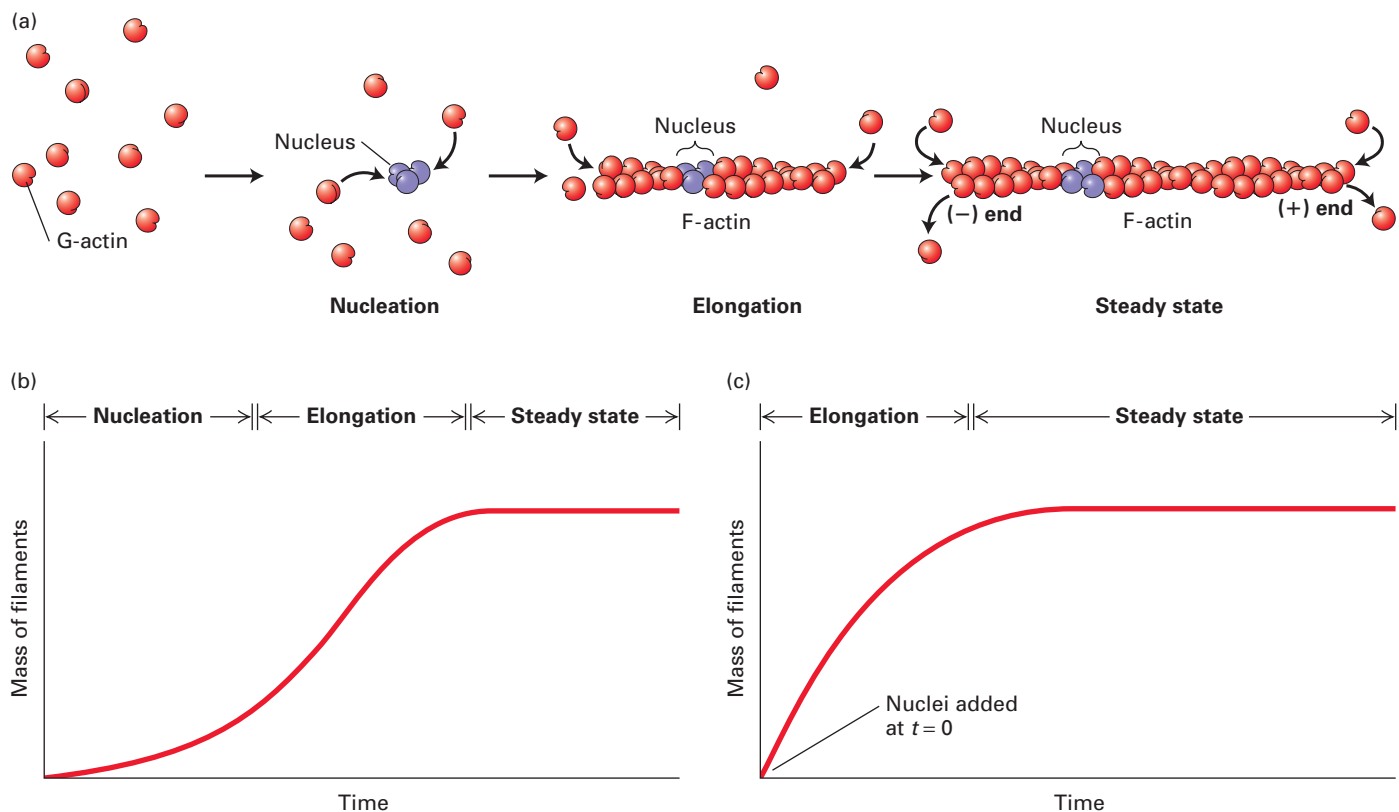 (a)
G-actin
Nucleus
Nucleation
Nucleus
F-actin
Elongation
Nucleus
(−) end
F-actin
(+) end
Steady state
(b)
Nucleation
Elongation
Steady state
Mass of filaments
Time
(c)
Elongation
Steady state
Mass of filaments
Nuclei added
at t = 0
Time